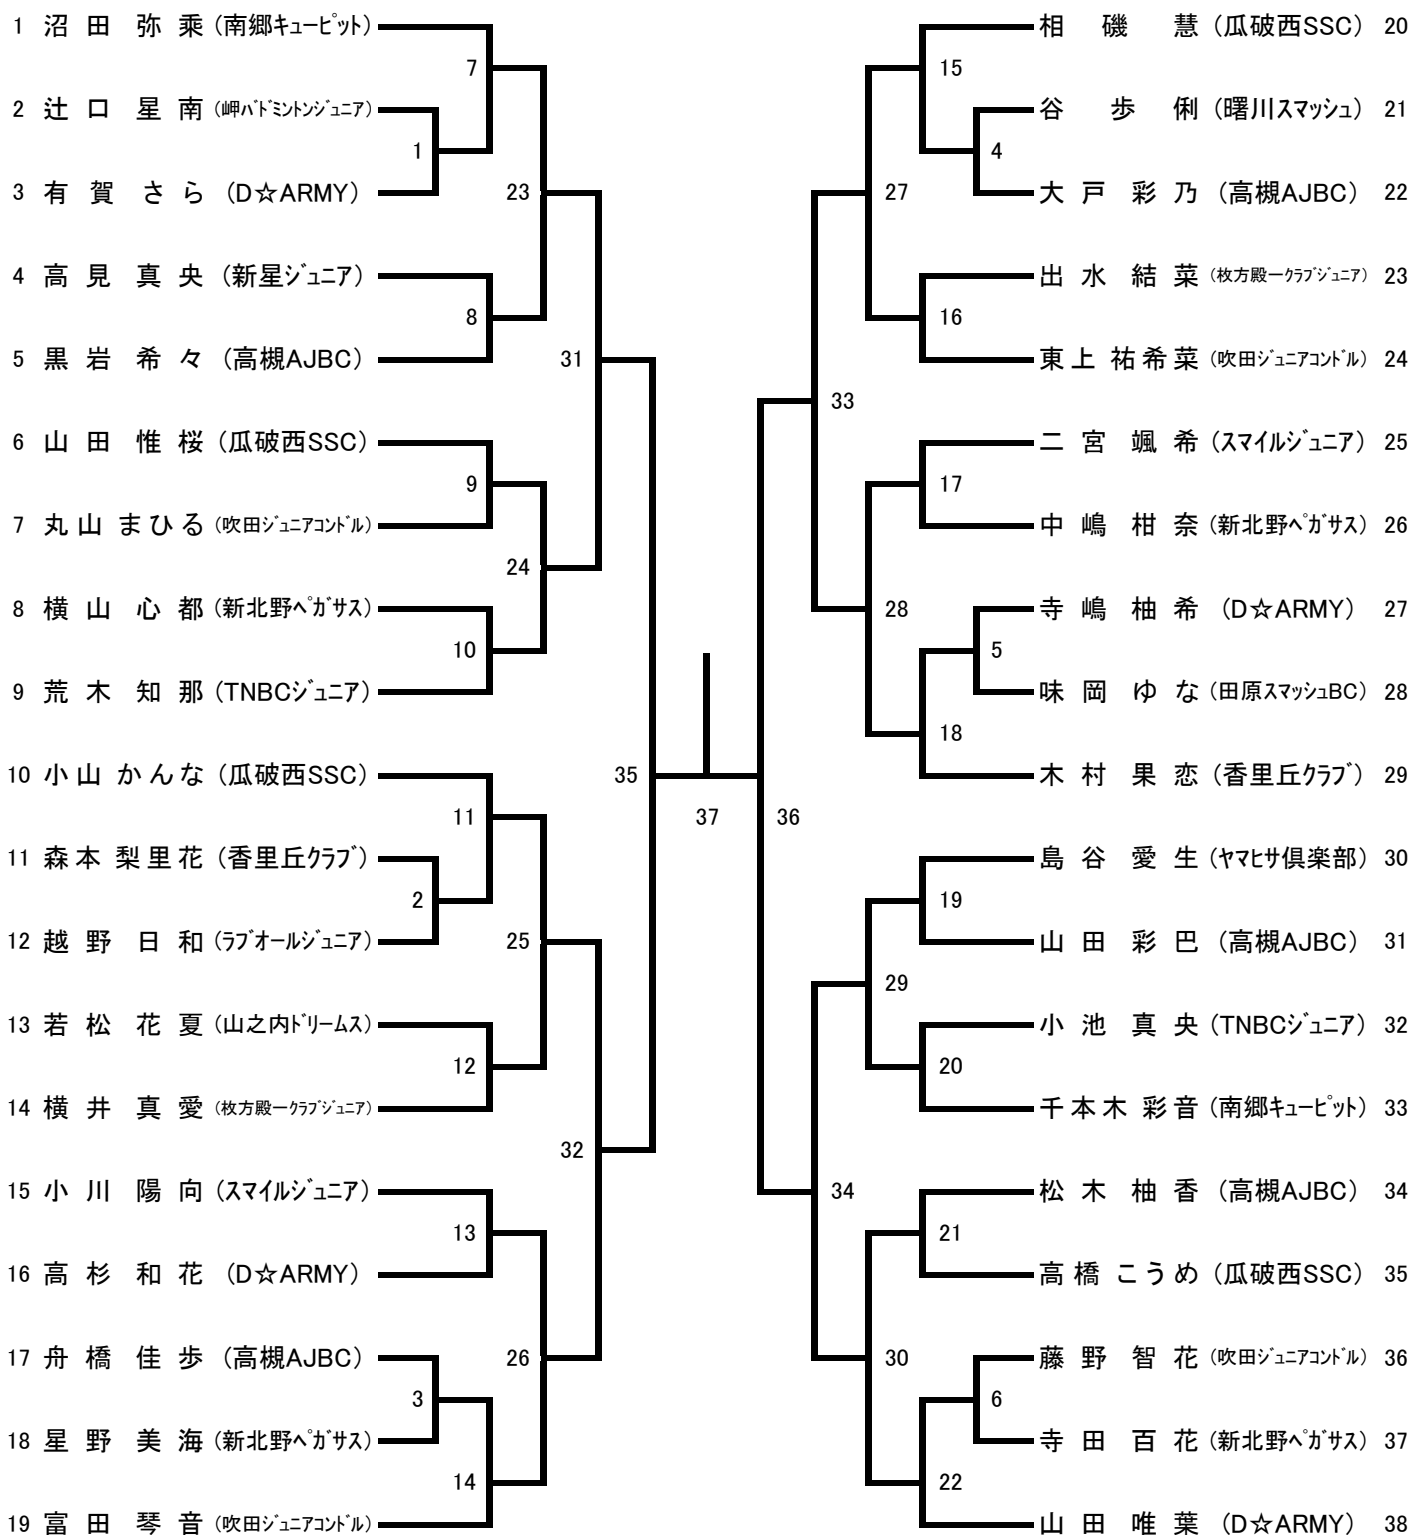 1 沼田 弥乗 (南郷キューピット)
2 辻口 星南 (岬バドミントンジュニア)
3 有賀 さら (D☆ARMY)
4 高見 真央 (新星ジュニア)
5 黒岩 希々 (高槻AJBC)
6 山田 惟桜 (瓜破西SSC)
7 丸山 まひる (吹田ジュニアコンドル)
8 横山 心都 (新北野ペガサス)
9 荒木 知那 (TNBCジュニア)
10 小山 かんな (瓜破西SSC)
11 森本 梨里花 (香里丘クラブ)
12 越野 日和 (ラブオールジュニア)
13 若松 花夏 (山之内ドリームス)
14 横井 真愛 (枚方殿一クラブジュニア)
15 小川 陽向 (スマイルジュニア)
16 高杉 和花 (D☆ARMY)
17 舟橋 佳歩 (高槻AJBC)
18 星野 美海 (新北野ペガサス)
19 富田 琴音 (吹田ジュニアコンドル)
7
1
23
8
31
9
24
10
35
11
2
25
12
32
13
26
3
14
37
36
15
4
27
16
33
17
28
5
18
19
29
20
34
21
30
6
22
相磯 慧 (瓜破西SSC) 20
谷 歩俐 (曙川スマッシュ) 21
大戸 彩乃 (高槻AJBC) 22
出水 結菜 (枚方殿一クラブジュニア) 23
東上 祐希菜 (吹田ジュニアコンドル) 24
二宮 颯希 (スマイルジュニア) 25
中嶋 柑奈 (新北野ペガサス) 26
寺嶋 柚希 (D☆ARMY) 27
味岡 ゆな (田原スマッシュBC) 28
木村 果恋 (香里丘クラブ) 29
島谷 愛生 (ヤマヒサ倶楽部) 30
山田 彩巴 (高槻AJBC) 31
小池 真央 (TNBCジュニア) 32
千本木 彩音 (南郷キューピット) 33
松木 柚香 (高槻AJBC) 34
高橋 こうめ (瓜破西SSC) 35
藤野 智花 (吹田ジュニアコンドル) 36
寺田 百花 (新北野ペガサス) 37
山田 唯葉 (D☆ARMY) 38